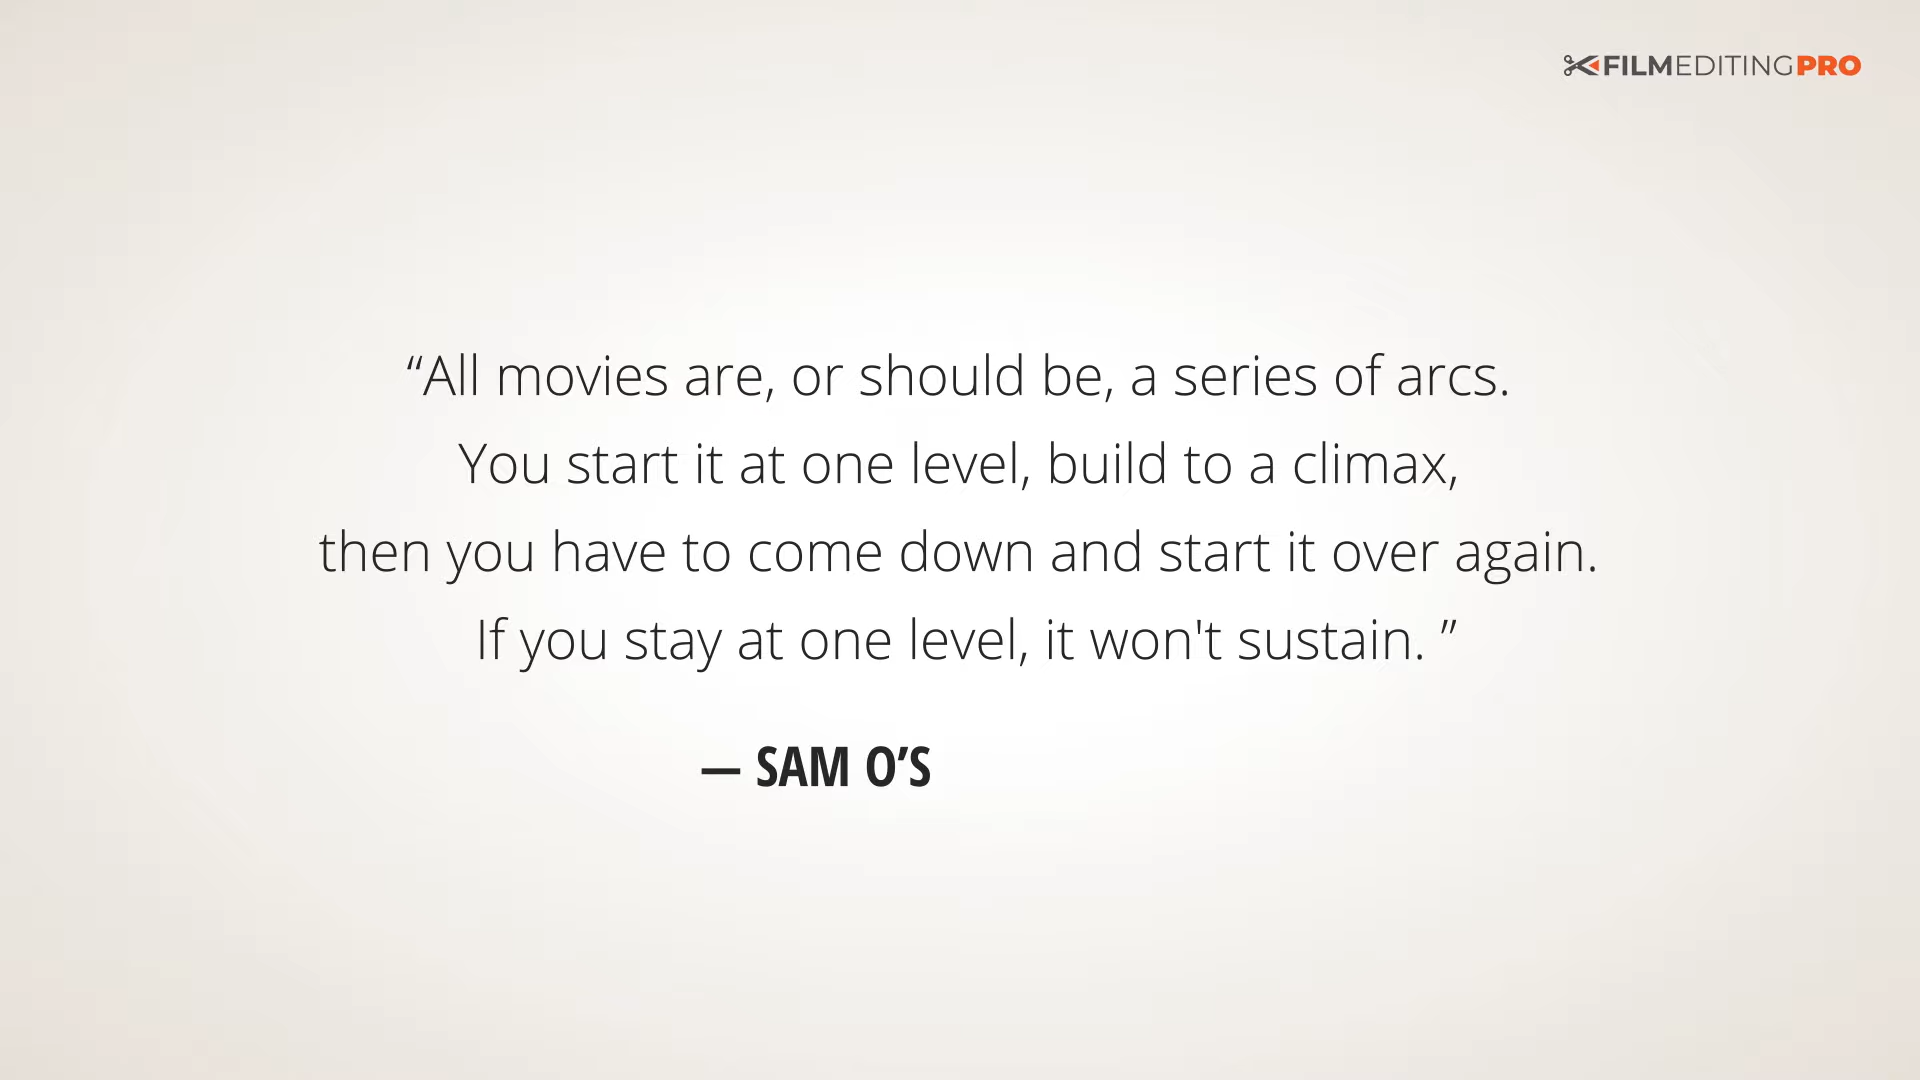 FILMEDITINGPRO
“All movies are, or should be, a series of arcs.
You start it at one level, build to a climax,
then you have to come down and start it over again.
If you stay at one level, it won't sustain. ”
— SAM O’S